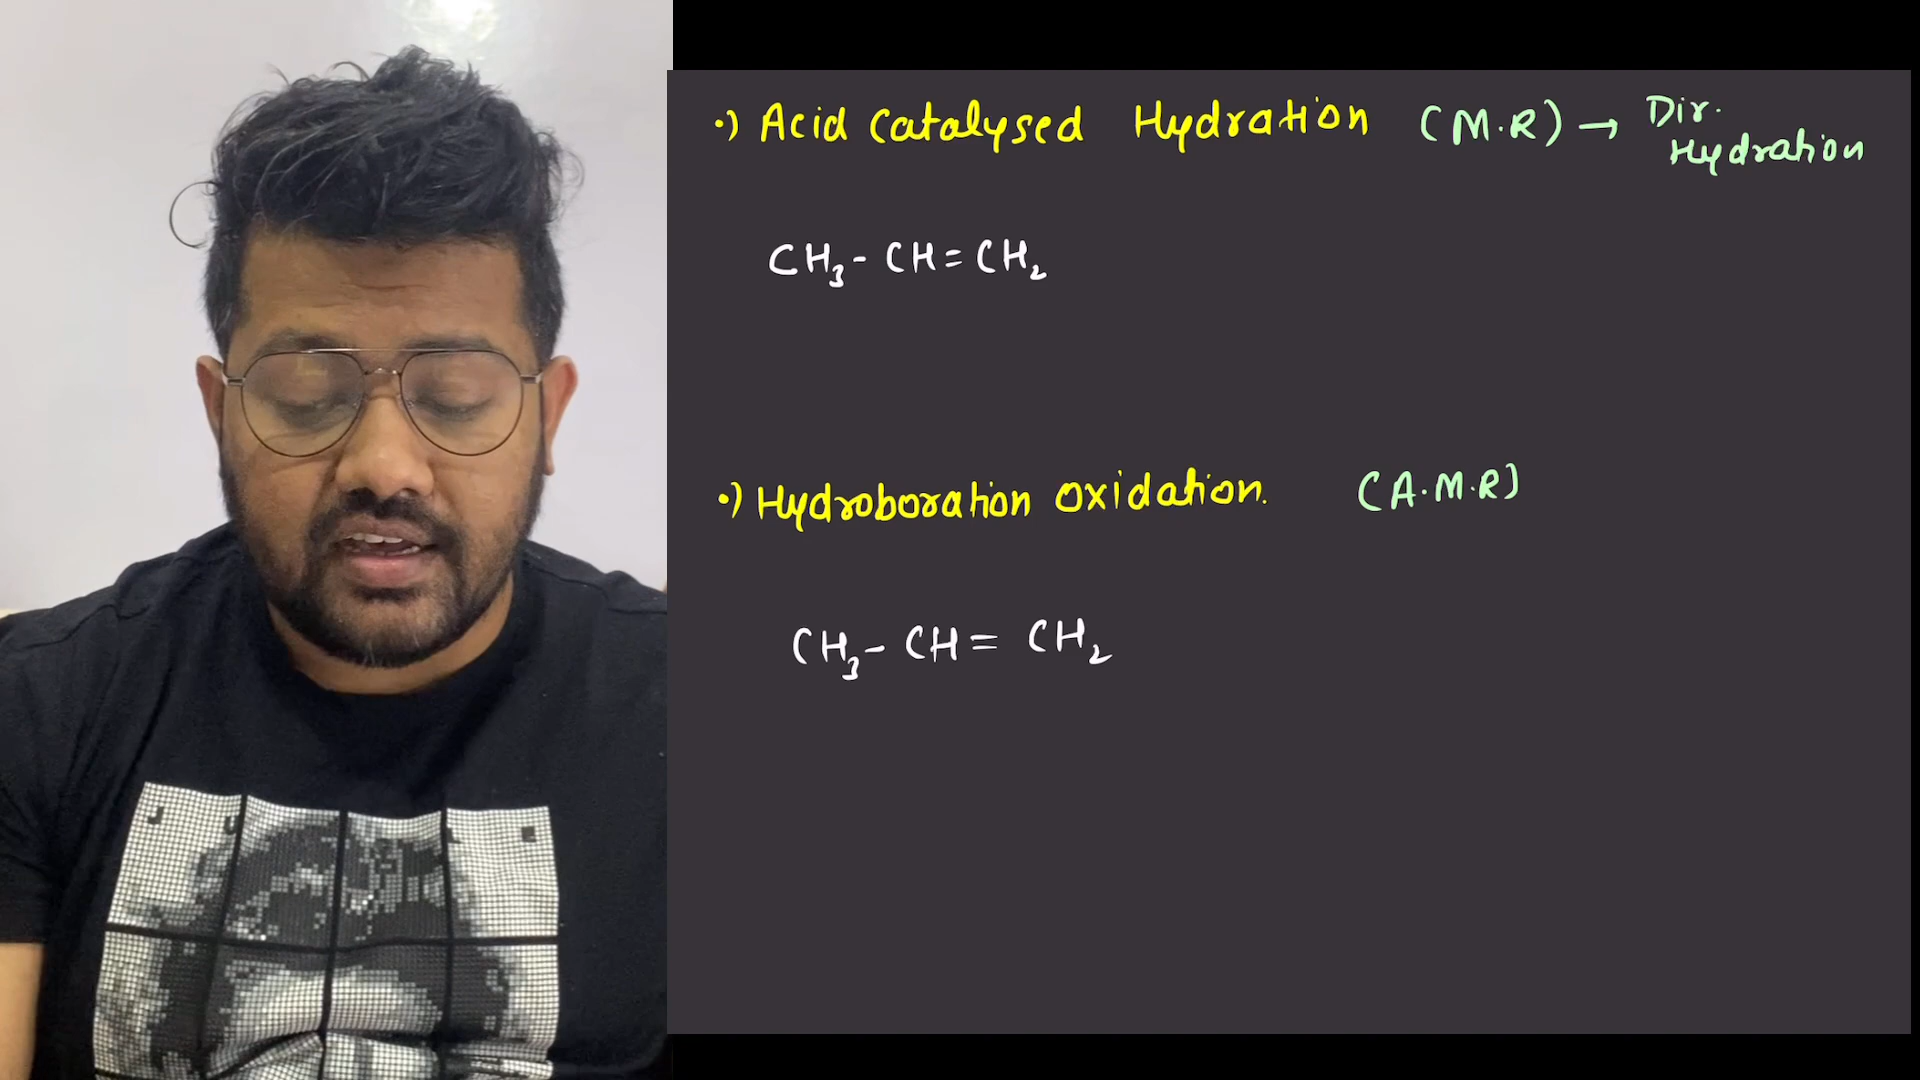 •) Acid Catalysed Hydration (M.R) → Dir. Hydration
CH₃- CH=CH₂
•) Hydroboration Oxidation. (A.M.R)
CH₃- CH= CH₂